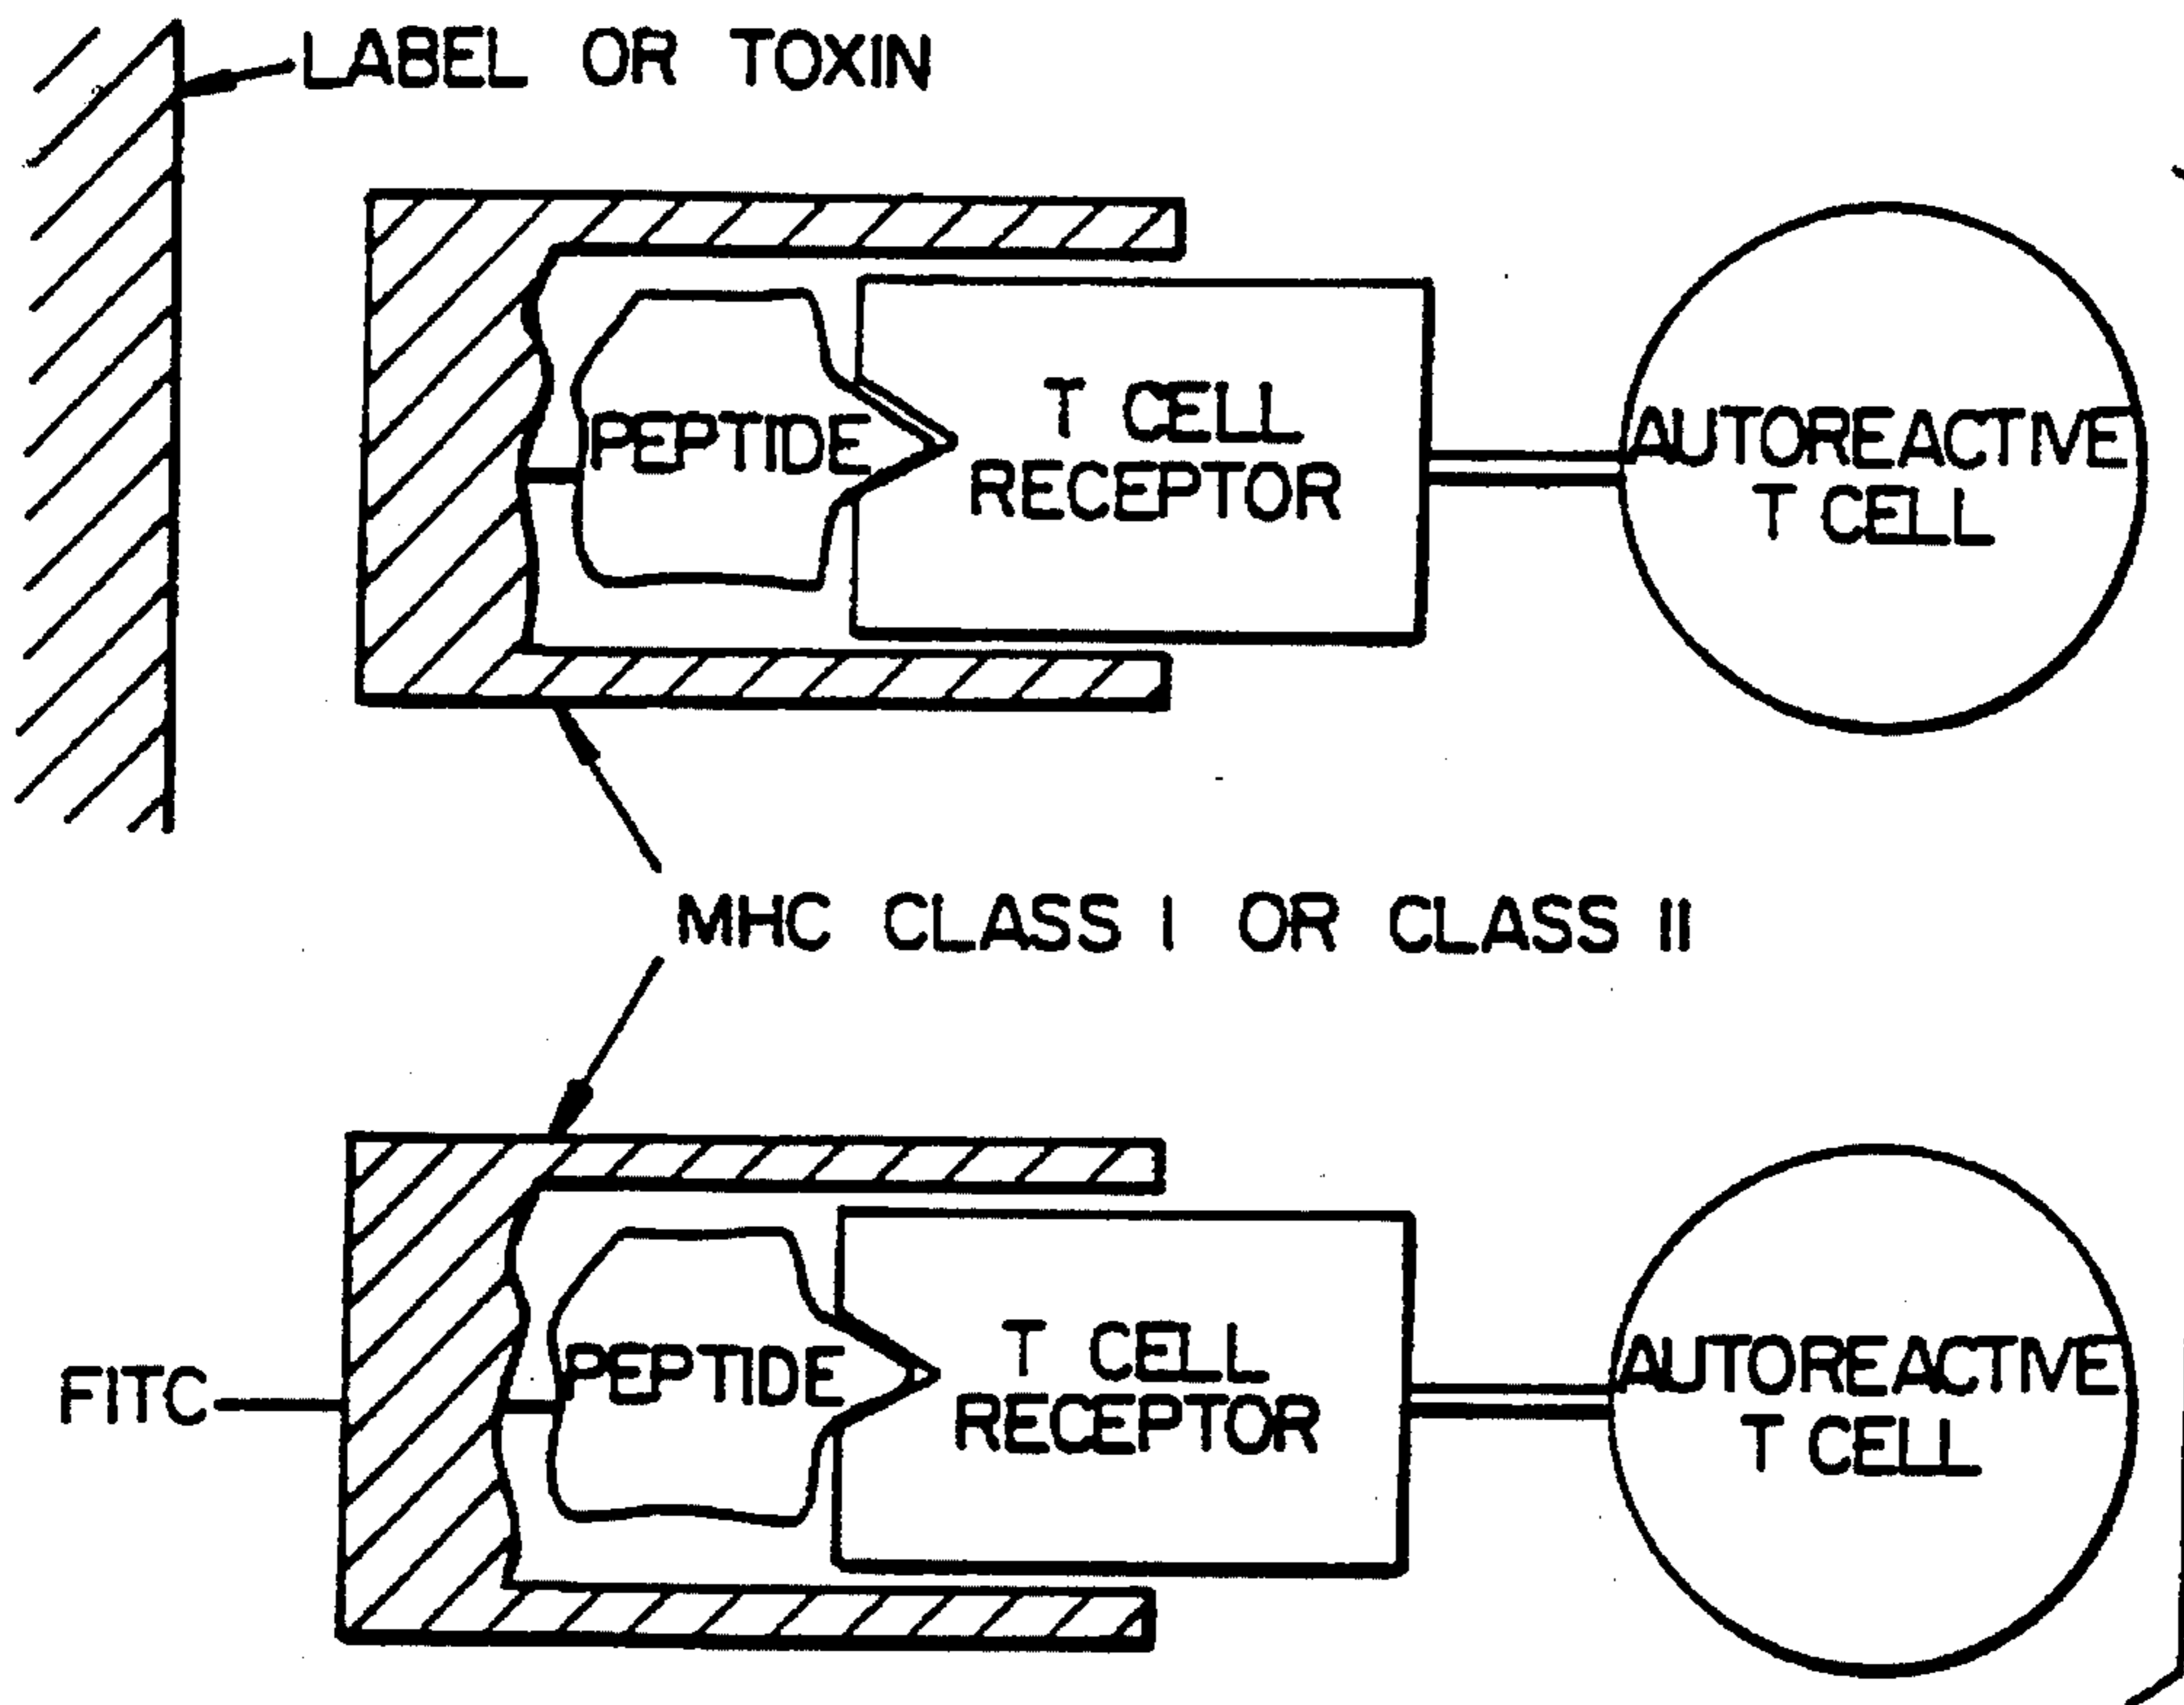 LABEL OR TOXIN
PEPTIDE
T CELL
RECEPTOR
AUTOREACTIVE
T CELL
MHC CLASS I OR CLASS II
FITC
PEPTIDE
T CELL
RECEPTOR
AUTOREACTIVE
T CELL